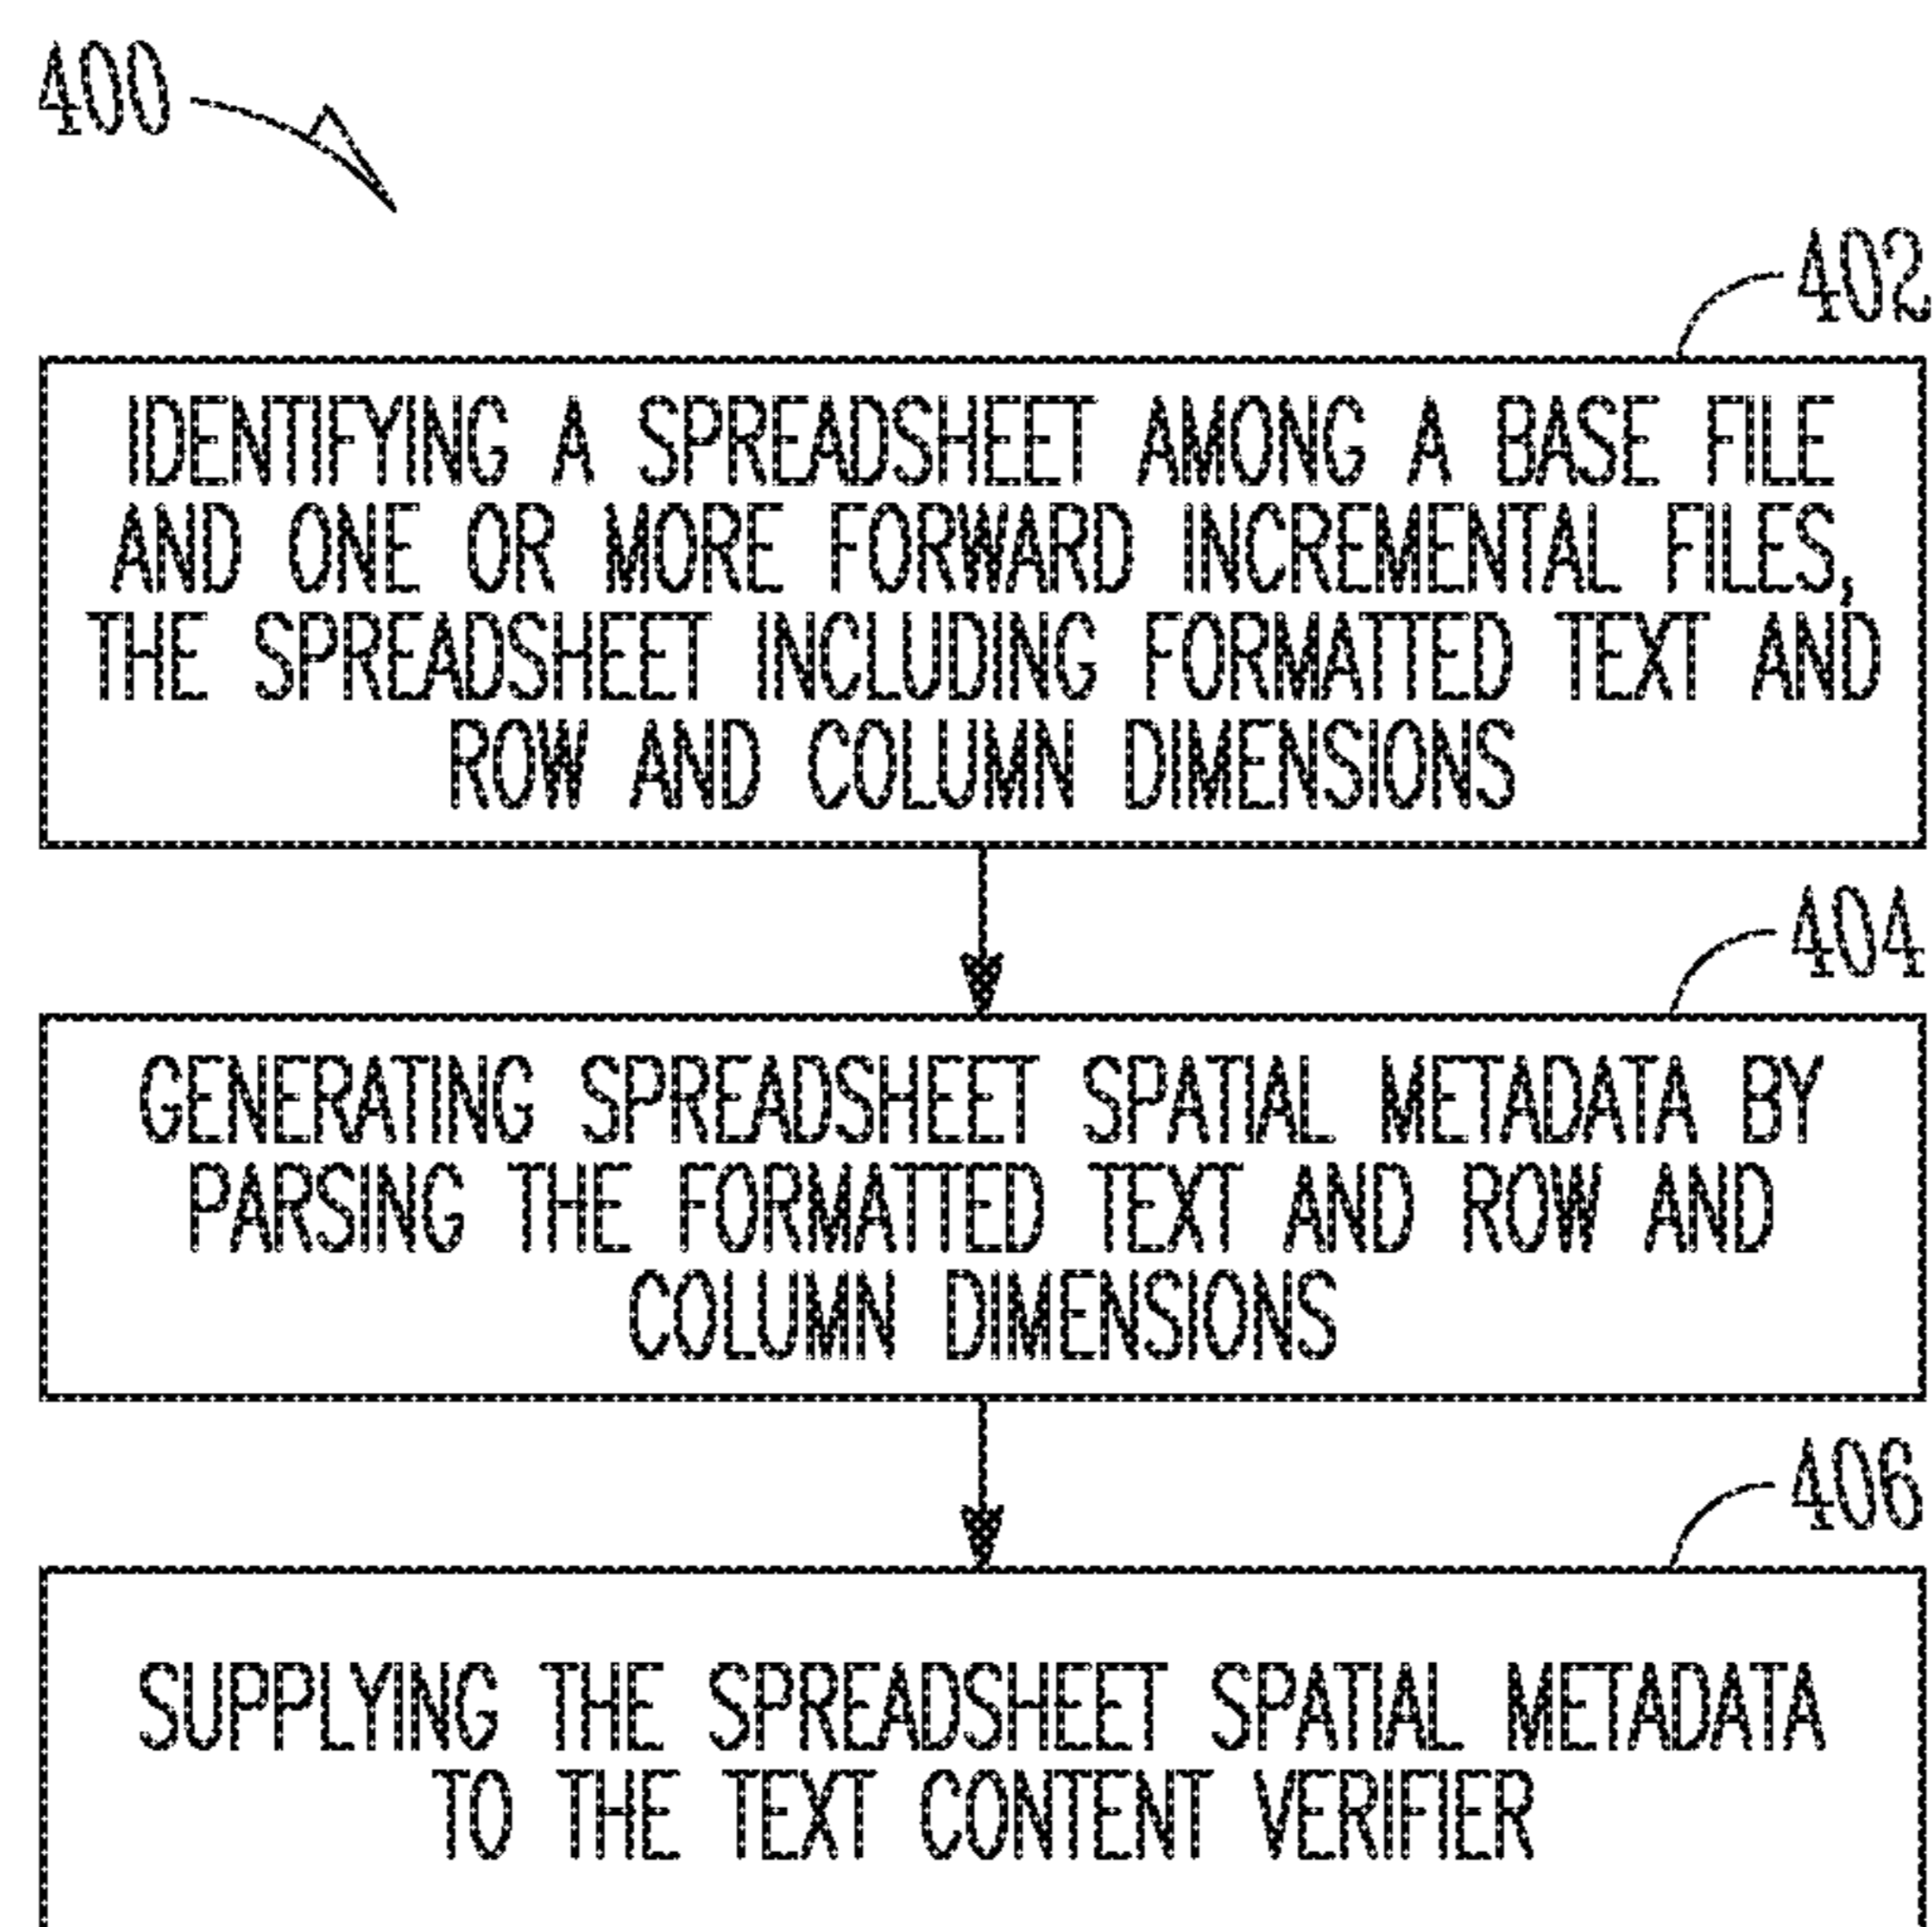 400
402
IDENTIFYING A SPREADSHEET AMONG A BASE FILE
AND ONE OR MORE FORWARD INCREMENTAL FILES,
THE SPREADSHEET INCLUDING FORMATTED TEXT AND
ROW AND COLUMN DIMENSIONS
404
GENERATING SPREADSHEET SPATIAL METADATA BY
PARSING THE FORMATTED TEXT AND ROW AND
COLUMN DIMENSIONS
406
SUPPLYING THE SPREADSHEET SPATIAL METADATA
TO THE TEXT CONTENT VERIFIER